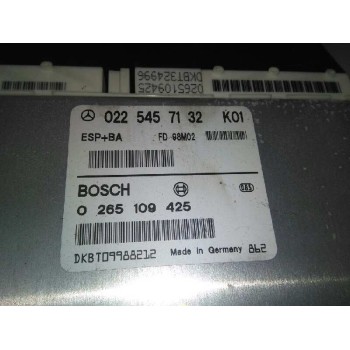 0265109425
DKBT324996
022 545 71 32 K01
ESP+BA FD 98M02
BOSCH
0 265 109 425
DKBT09988212 Made in Germany 862